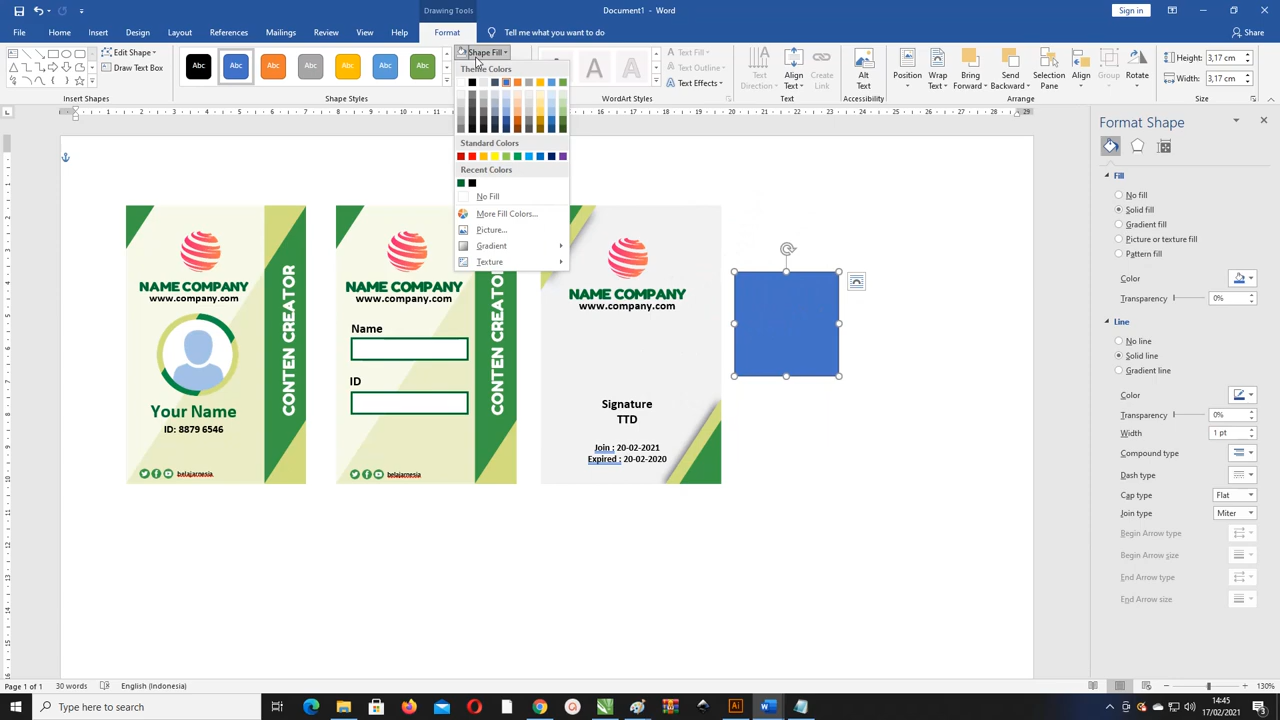 Document1 - Word
Drawing Tools
Sign in
File
Home
Insert
Draw
Design
Layout
References
Mailings
Review
View
Help
Format
Tell me what you want to do
Share
Edit Shape
Draw Text Box
Insert Shapes
Abc
Abc
Abc
Abc
Abc
Abc
Abc
Shape Styles
Shape Fill
Theme Colors
Standard Colors
Recent Colors
No Fill
More Fill Colors...
Picture...
Gradient
Texture
A
A
A
Text Fill
Text Outline
Text Effects
WordArt Styles
Text Direction
Align Text
Create Link
Text
Alt Text
Accessibility
Position
Wrap Text
Bring Forward
Send Backward
Selection Pane
Align
Rotate
Arrange
Height: 3,17 cm
Width: 3,17 cm
Size
NAME COMPANY
www.company.com
Your Name
ID: 8879 6546
belajarnesia
CONTEN CREATOR
NAME COMPANY
www.company.com
Name
ID
belajarnesia
CONTEN CREATOR
NAME COMPANY
www.company.com
Signature
TTD
Join : 20-02-2021
Expired : 20-02-2020
Format Shape
Fill
No fill
Solid fill
Gradient fill
Picture or texture fill
Pattern fill
Color
Transparency 0%
Line
No line
Solid line
Gradient line
Color
Transparency 0%
Width 1 pt
Compound type
Dash type
Cap type Flat
Join type Miter
Begin Arrow type
Begin Arrow size
End Arrow type
End Arrow size
Page 1 of 1
30 words
English (Indonesia)
130%
Type here to search
14:45
17/02/2021